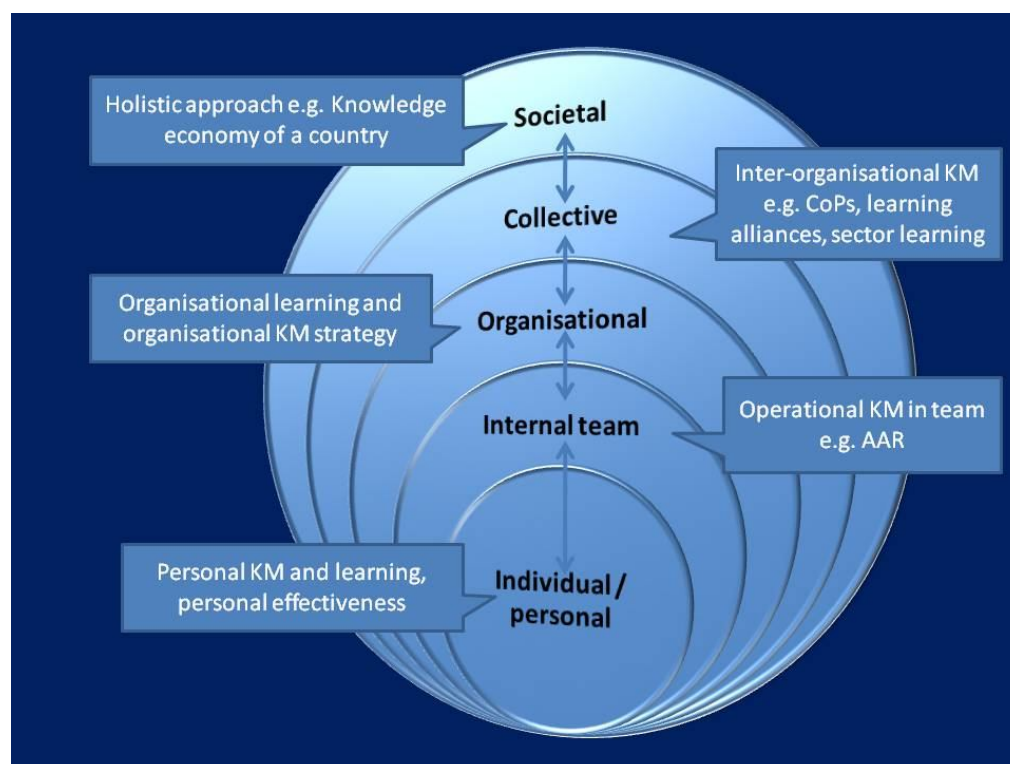 Holistic approach e.g. Knowledge
economy of a country
Societal
Collective
Inter-organisational KM
e.g. CoPs, learning
alliances, sector learning
Organisational learning and
organisational KM strategy
Organisational
Internal team
Operational KM in team
e.g. AAR
Personal KM and learning,
personal effectiveness
Individual/
personal